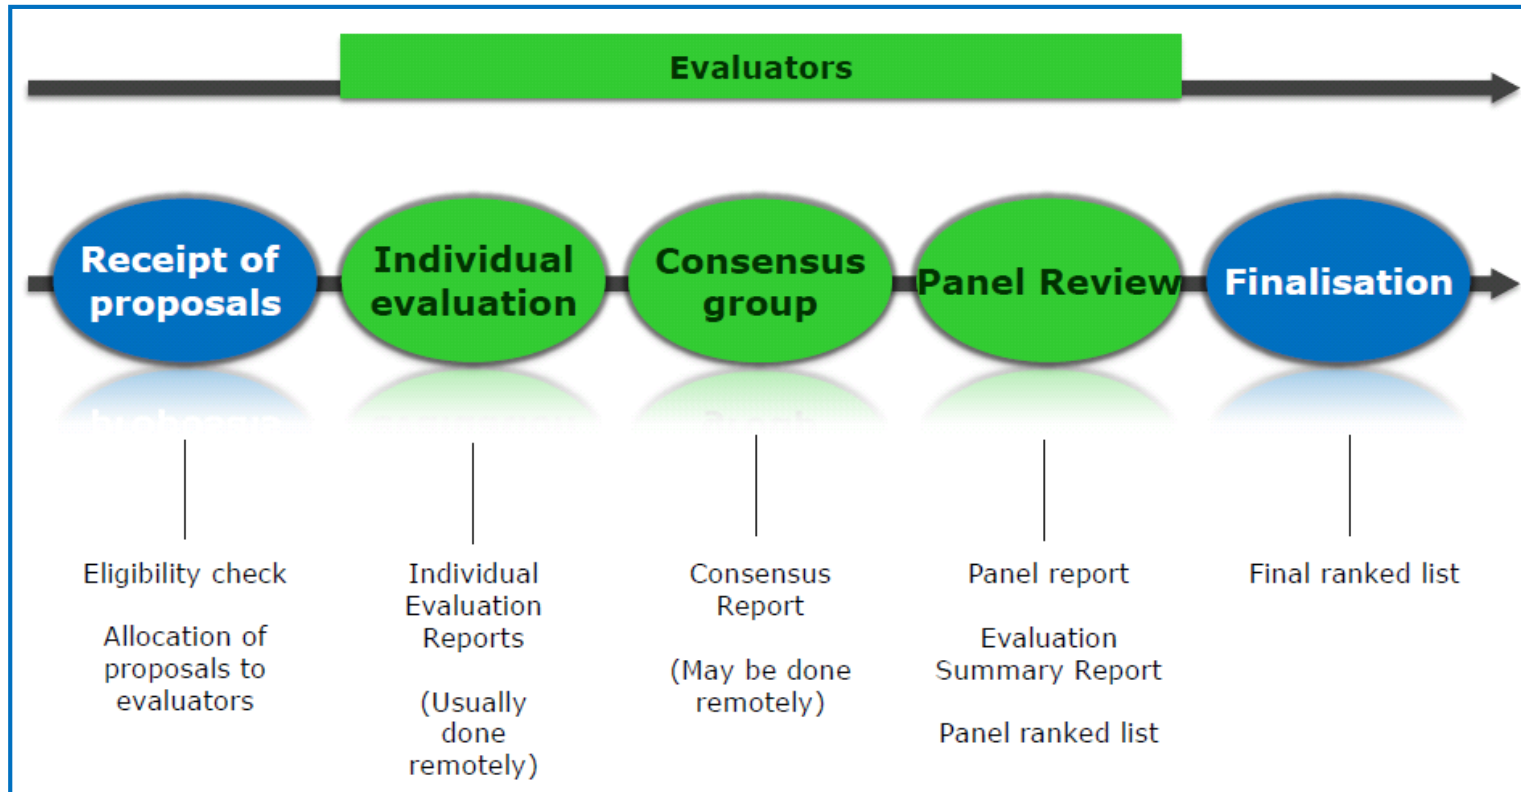 Evaluators
Receipt of
proposals
Individual
evaluation
Consensus
group
Panel Review
Finalisation
Eligibility check
Allocation of
proposals to
evaluators
Individual
Evaluation
Reports
(Usually
done
remotely)
Consensus
Report
(May be done
remotely)
Panel report
Evaluation
Summary Report
Panel ranked list
Final ranked list